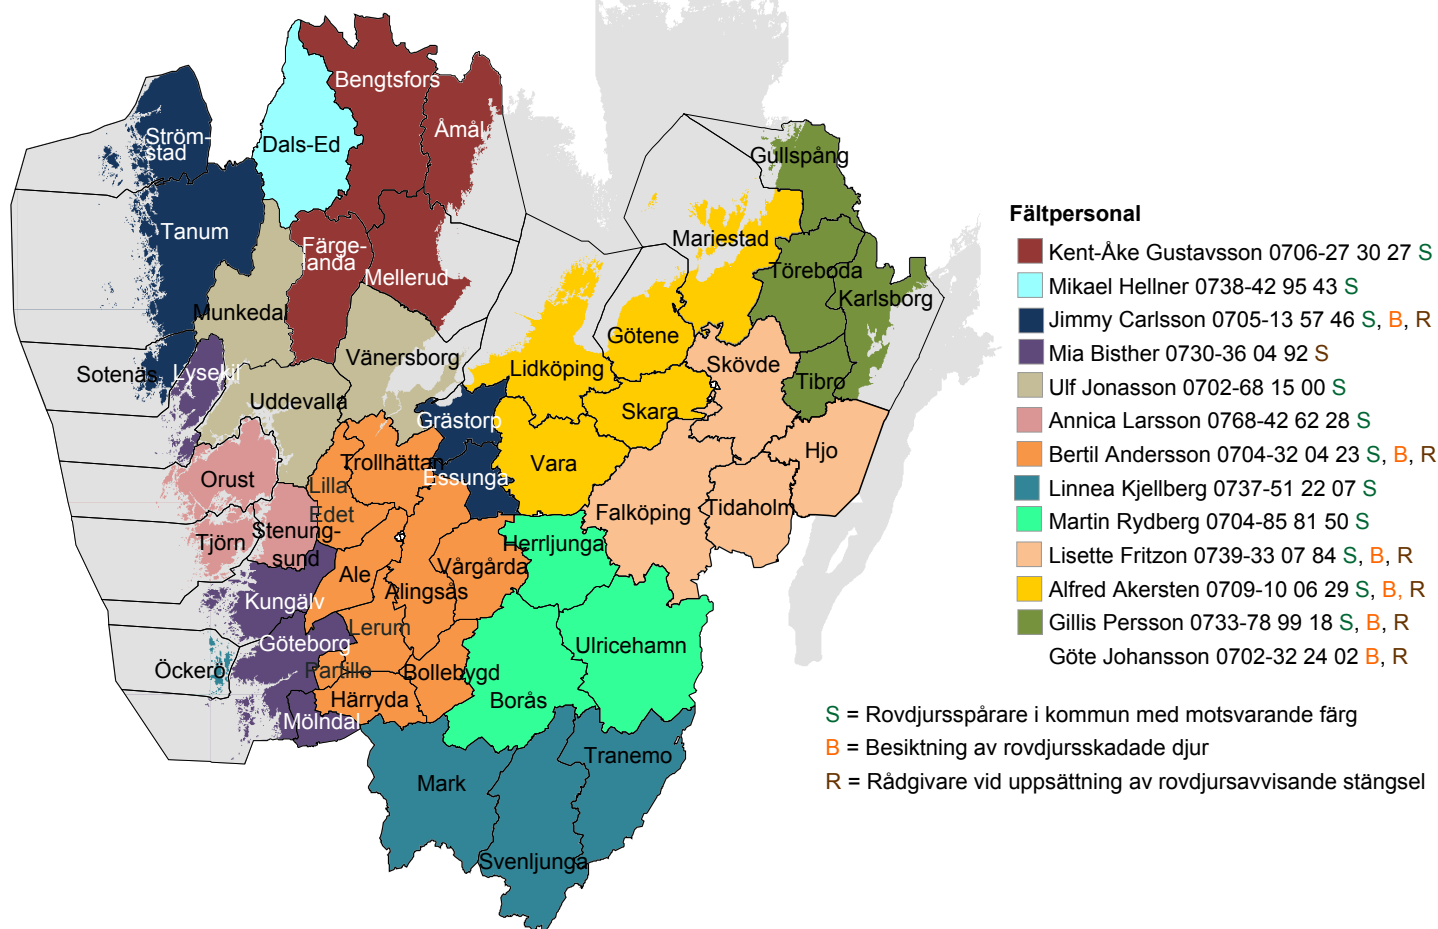 Bengtsfors
Åmål
Ström-
stad
Dals-Ed
Gullspång
Tanum
Färge-
landa
Mellerud
Mariestad
Töreboda
Karlsborg
Munkedal
Vänersborg
Götene
Skövde
Sotenäs
Lysekil
Lidköping
Tibro
Uddevalla
Grästorp
Skara
Trollhättan
Essunga
Vara
Hjo
Orust
Lilla
Edet
Falköping
Tidaholm
Tjörn
Stenung-
sund
Herrljunga
Ale
Vårgårda
Alingsås
Kungälv
Lerum
Göteborg
Ulricehamn
Öckerö
Partille
Bollebygd
Härryda
Borås
Mölndal
Tranemo
Mark
Svenljunga
Fältpersonal
Kent-Åke Gustavsson 0706-27 30 27 S
Mikael Hellner 0738-42 95 43 S
Jimmy Carlsson 0705-13 57 46 S, B, R
Mia Bisther 0730-36 04 92 S
Ulf Jonasson 0702-68 15 00 S
Annica Larsson 0768-42 62 28 S
Bertil Andersson 0704-32 04 23 S, B, R
Linnea Kjellberg 0737-51 22 07 S
Martin Rydberg 0704-85 81 50 S
Lisette Fritzon 0739-33 07 84 S, B, R
Alfred Akersten 0709-10 06 29 S, B, R
Gillis Persson 0733-78 99 18 S, B, R
Göte Johansson 0702-32 24 02 B, R
S = Rovdjursspårare i kommun med motsvarande färg
B = Besiktning av rovdjursskadade djur
R = Rådgivare vid uppsättning av rovdjursavvisande stängsel